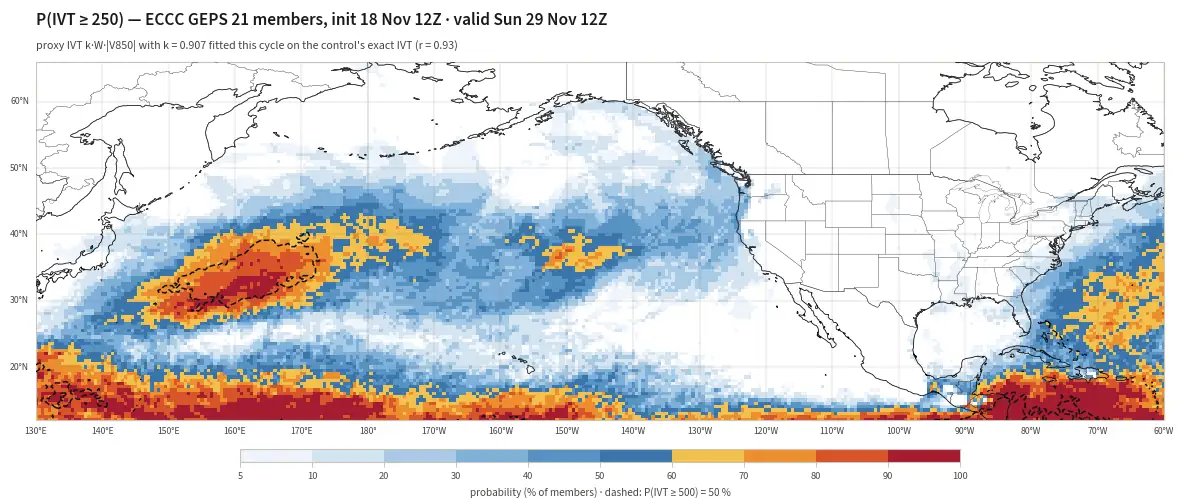 P(IVT ≥ 250) — ECCC GEPS 21 members, init 18 Nov 12Z · valid Sun 29 Nov 12Z
proxy IVT k·W·|V850| with k = 0.907 fitted this cycle on the control's exact IVT (r = 0.93)
60°N
50°N
40°N
30°N
20°N
130°E 140°E 150°E 160°E 170°E 180° 170°W 160°W 150°W 140°W 130°W 120°W 110°W 100°W 90°W 80°W 70°W 60°W
5 10 20 30 40 50 60 70 80 90 100
probability (% of members) · dashed: P(IVT ≥ 500) = 50 %